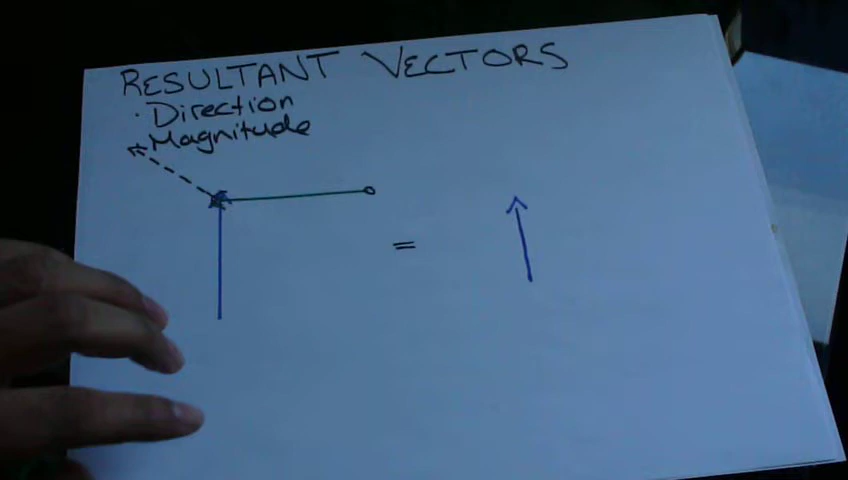 RESULTANT VECTORS
· Direction
· Magnitude
=